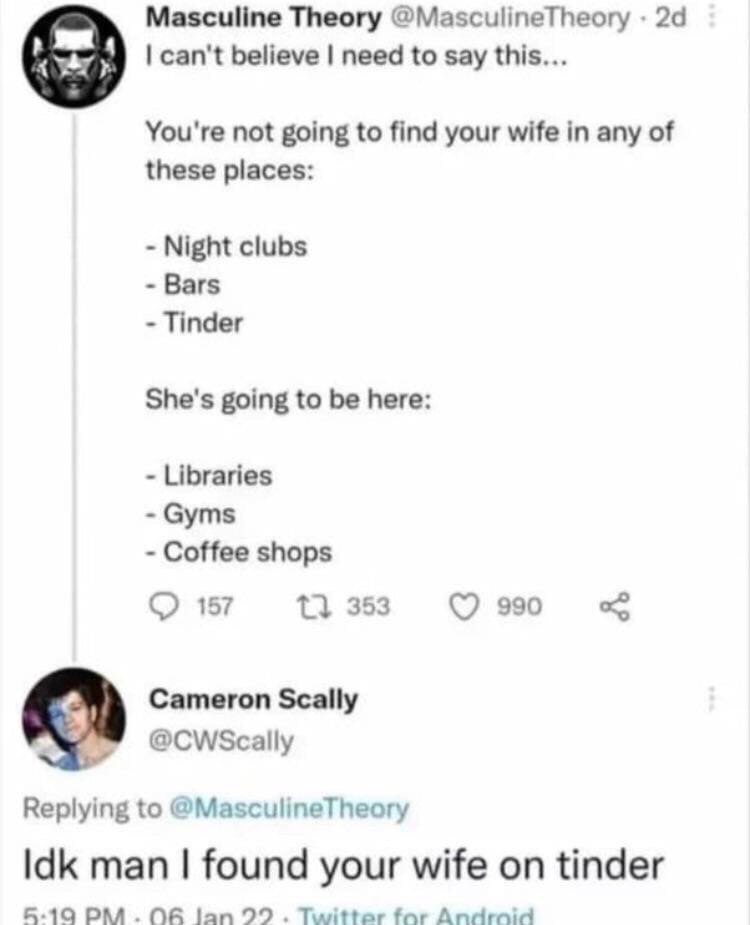 Masculine Theory @MasculineTheory · 2d
I can't believe I need to say this...
You're not going to find your wife in any of
these places:
- Night clubs
- Bars
- Tinder
She's going to be here:
- Libraries
- Gyms
- Coffee shops
157 353 990
Cameron Scally
@CWScally
Replying to @MasculineTheory
Idk man I found your wife on tinder
5:19 PM · 06 Jan 22 · Twitter for Android